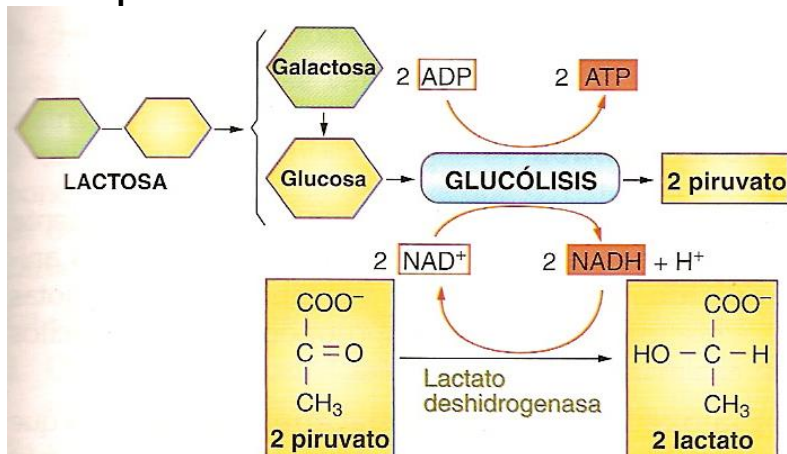 Galactosa
2 ADP
2 ATP
LACTOSA
Glucosa
GLUCÓLISIS
2 piruvato
2 NAD⁺
2 NADH + H⁺
COO⁻
C=O
CH₃
2 piruvato
Lactato
deshidrogenasa
COO⁻
HO − C − H
CH₃
2 lactato